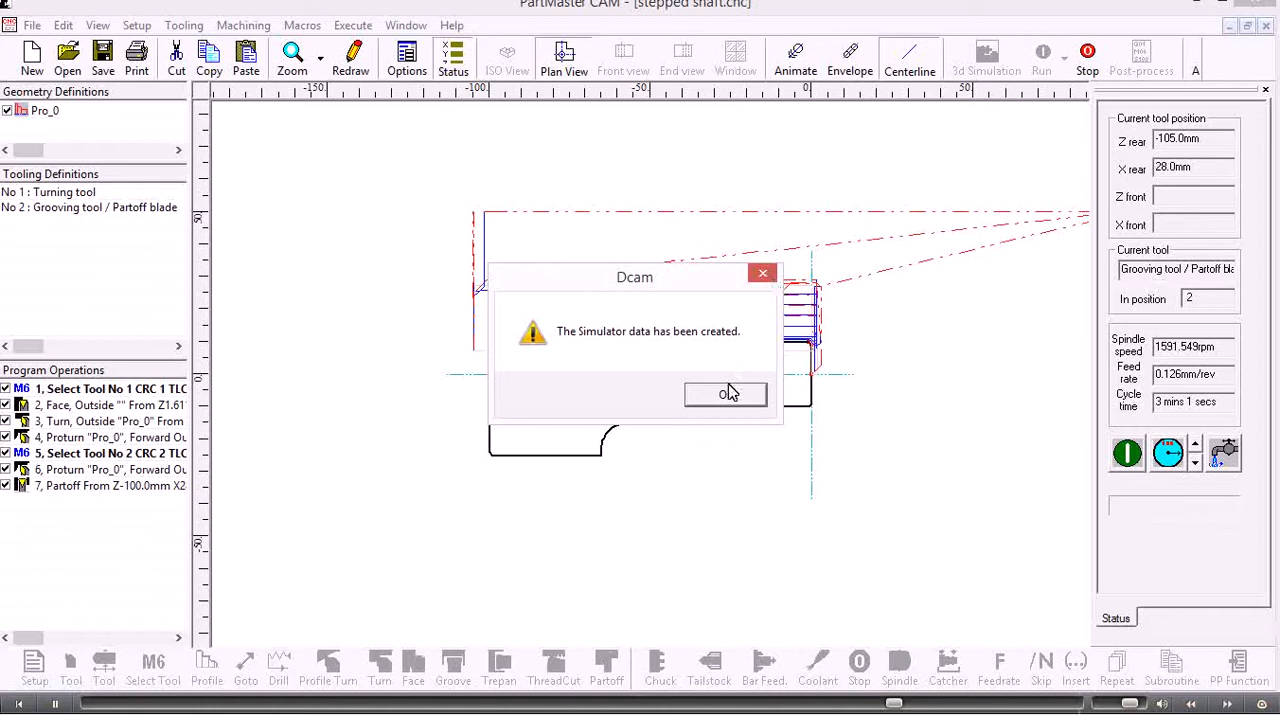 PartMaster CAM - [stepped shaft.cnc]
File Edit View Setup Tooling Machining Macros Execute Window Help
New Open Save Print Cut Copy Paste Zoom Redraw Options Status ISO View Plan View Front view End view Window Animate Envelope Centerline 3d Simulation Run Stop Post-process A
Geometry Definitions
Pro_0
Tooling Definitions
No 1 : Turning tool
No 2 : Grooving tool / Partoff blade
Program Operations
M6 1, Select Tool No 1 CRC 1 TLC
2, Face, Outside "" From Z1.61
3, Turn, Outside "Pro_0" From
4, Proturn "Pro_0", Forward Ou
M6 5, Select Tool No 2 CRC 2 TLC
6, Proturn "Pro_0", Forward Ou
7, Partoff From Z-100.0mm X2
-150 -100 -50 0 50
50
0
-50
Dcam
The Simulator data has been created.
Current tool position
Z rear -105.0mm
X rear 28.0mm
Z front
X front
Current tool
Grooving tool / Partoff bl
In position 2
Spindle speed 1591.549rpm
Feed rate 0.126mm/rev
Cycle time 3 mins 1 secs
Status
M6 F /N
Setup Tool Tool Select Tool Profile Goto Drill Profile Turn Turn Face Groove Trepan ThreadCut Partoff Chuck Tailstock Bar Feed. Coolant Stop Spindle Catcher Feedrate Skip Insert Repeat Subroutine PP Function